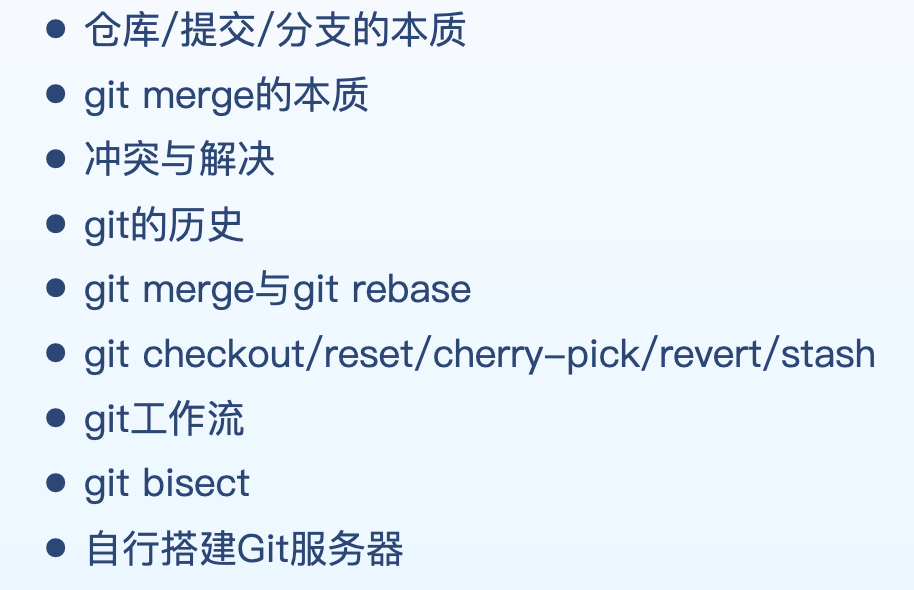 ● 仓库/提交/分支的本质
● git merge的本质
● 冲突与解决
● git的历史
● git merge与git rebase
● git checkout/reset/cherry-pick/revert/stash
● git工作流
● git bisect
● 自行搭建Git服务器